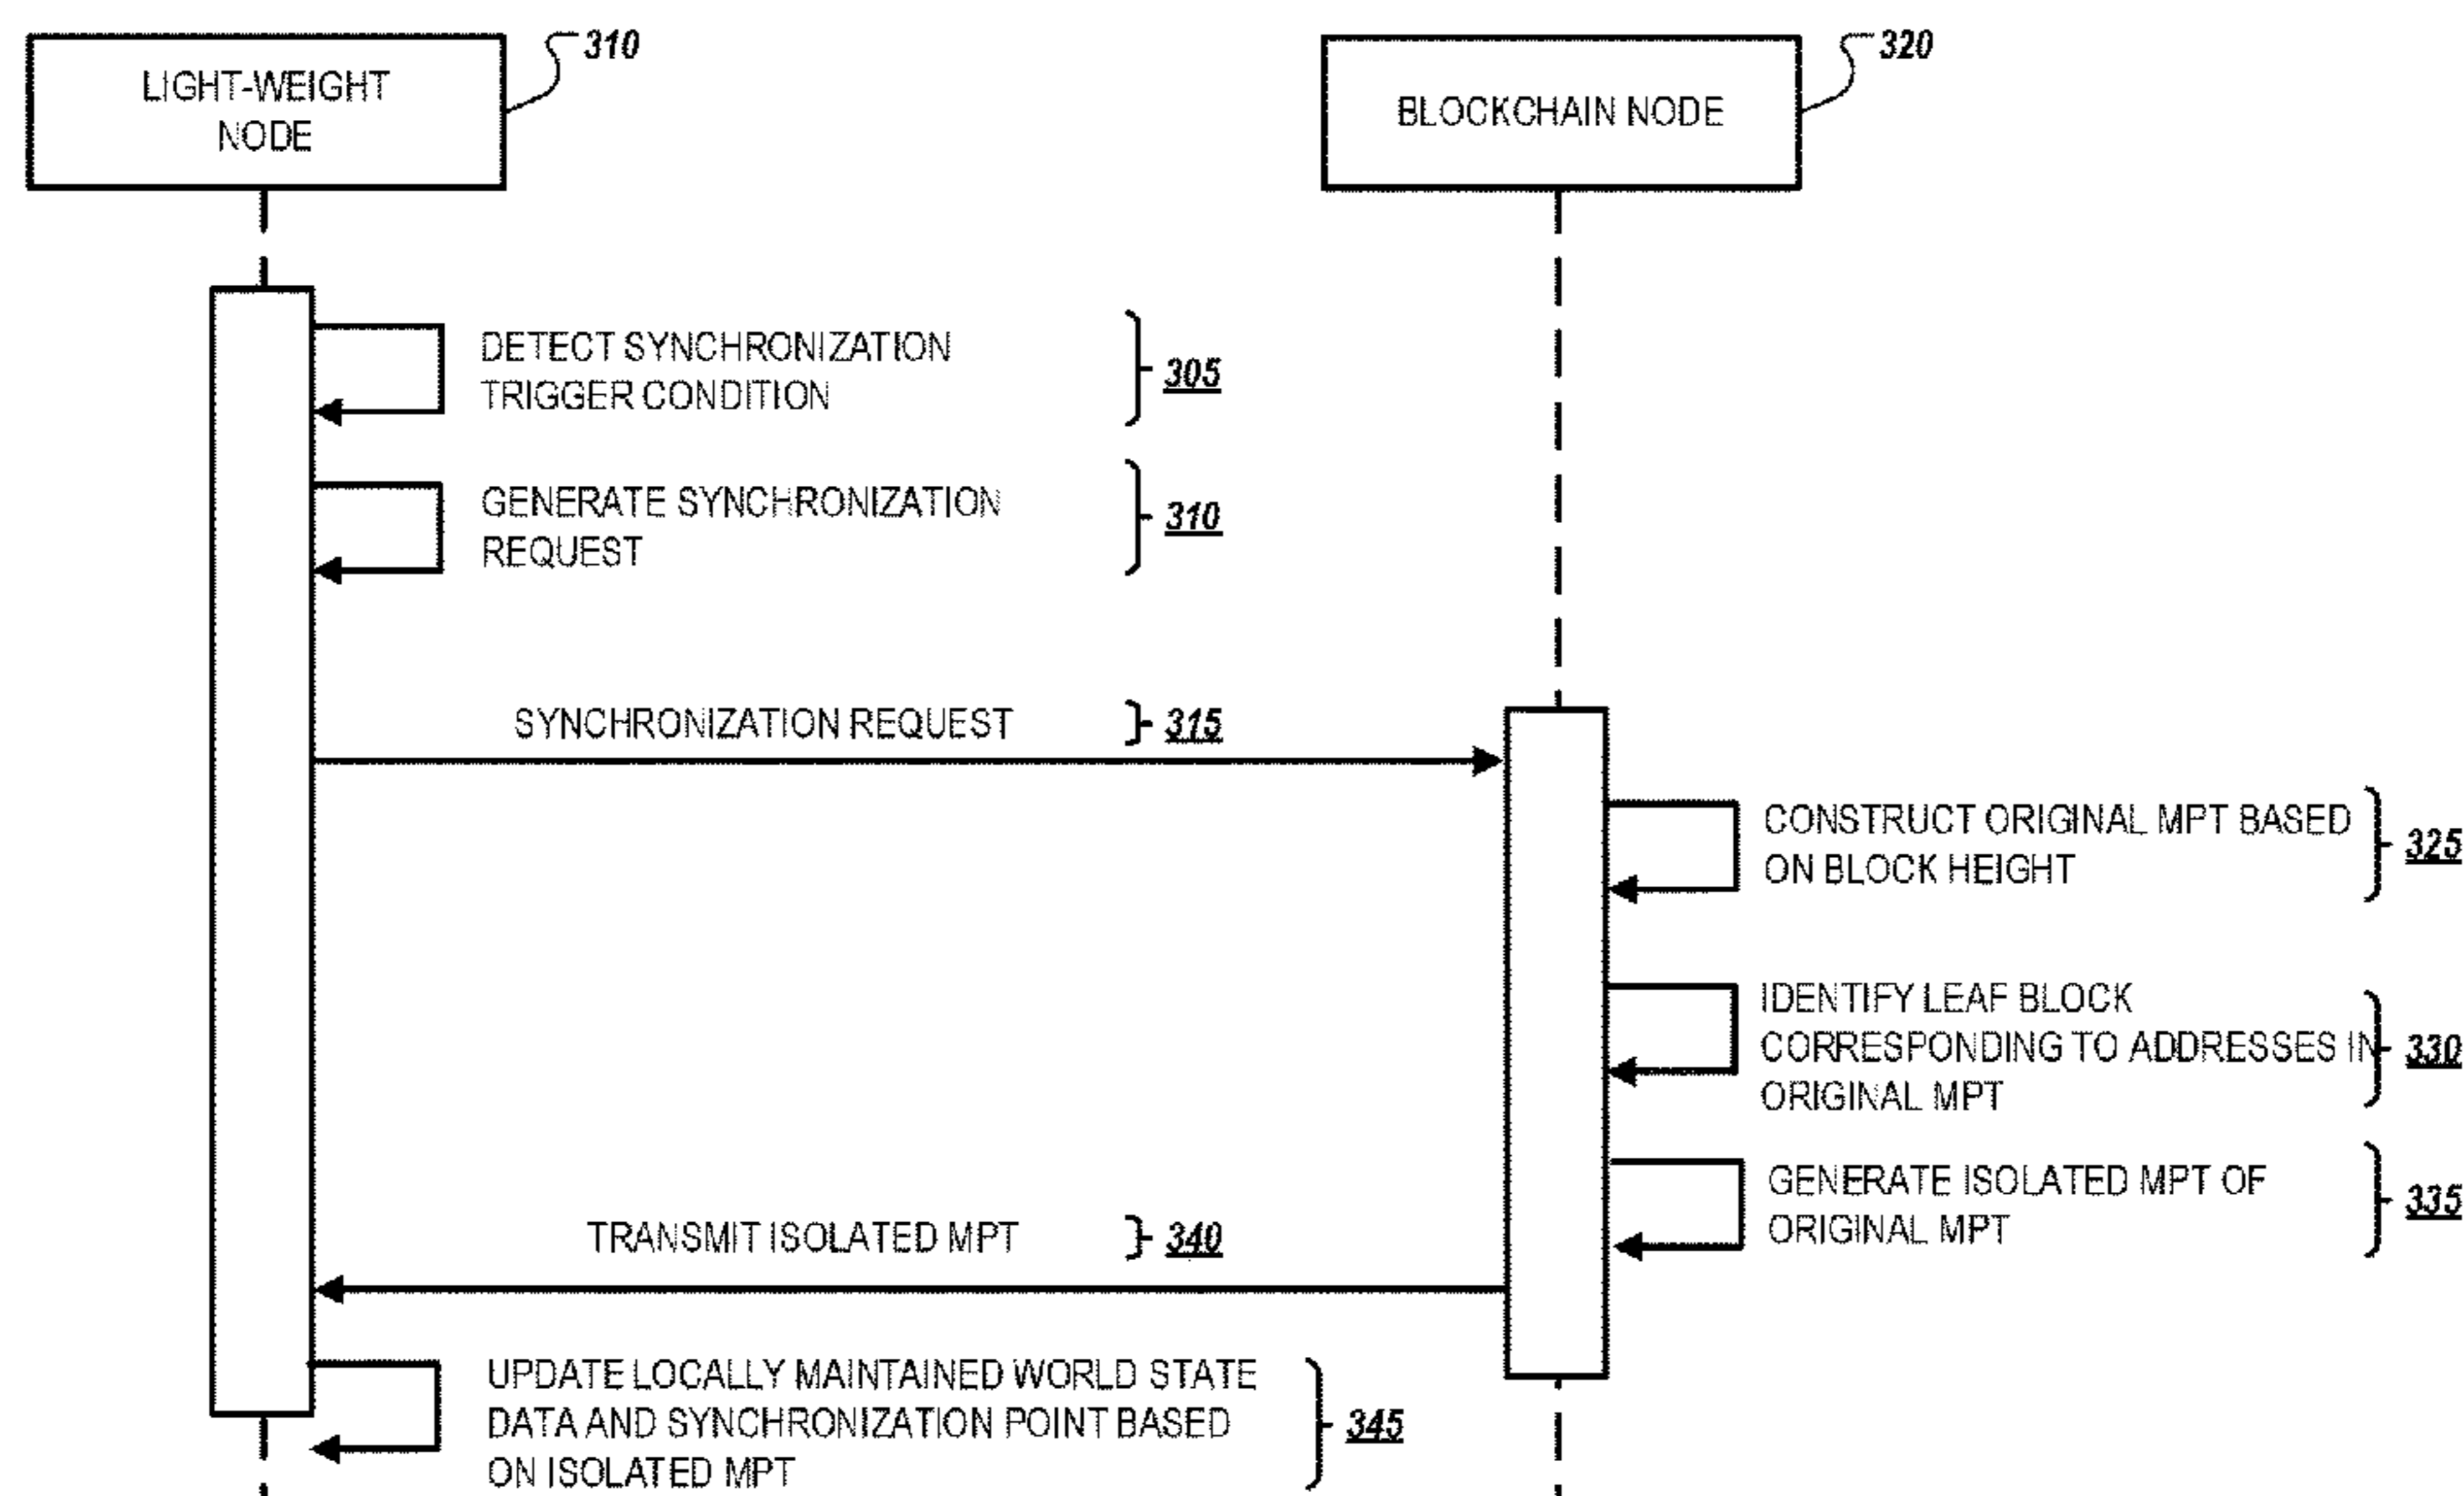 LIGHT-WEIGHT
NODE
310
BLOCKCHAIN NODE
320
DETECT SYNCHRONIZATION
TRIGGER CONDITION
305
GENERATE SYNCHRONIZATION
REQUEST
310
SYNCHRONIZATION REQUEST
315
CONSTRUCT ORIGINAL MPT BASED
ON BLOCK HEIGHT
325
IDENTIFY LEAF BLOCK
CORRESPONDING TO ADDRESSES IN
ORIGINAL MPT
330
GENERATE ISOLATED MPT OF
ORIGINAL MPT
335
TRANSMIT ISOLATED MPT
340
UPDATE LOCALLY MAINTAINED WORLD STATE
DATA AND SYNCHRONIZATION POINT BASED
ON ISOLATED MPT
345